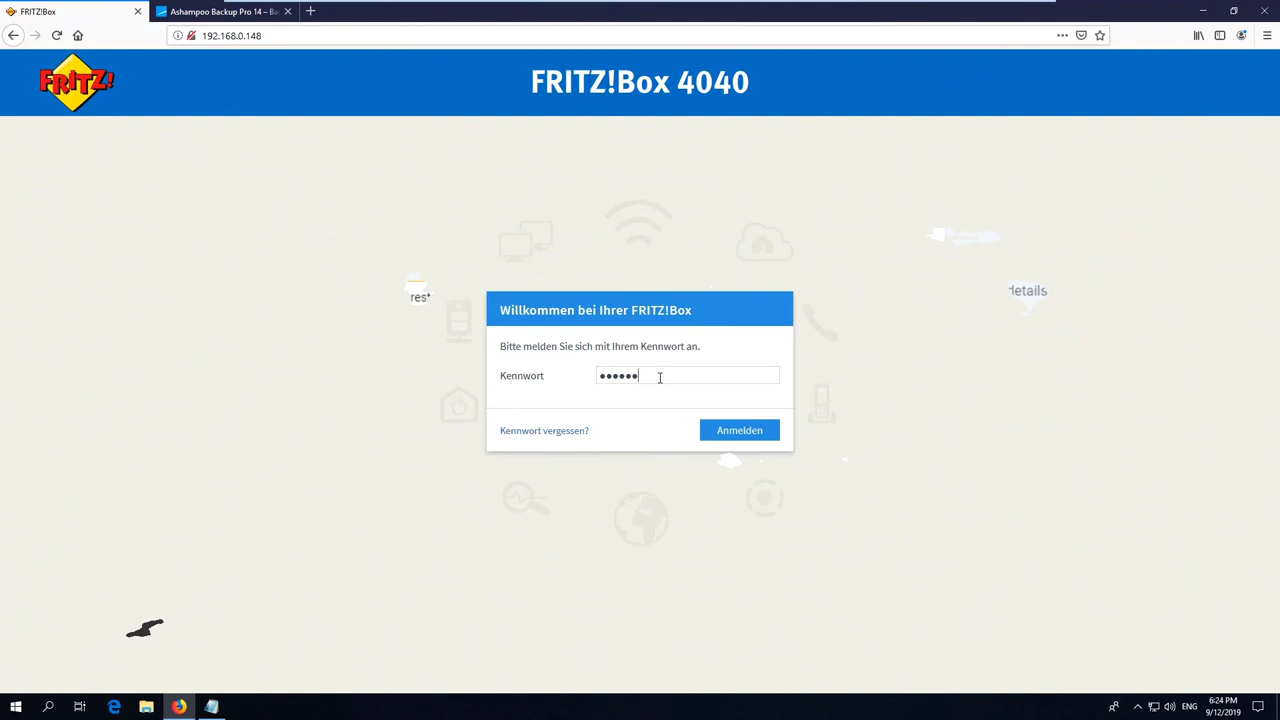 FRITZ!Box
Ashampoo Backup Pro 14 – Ba
192.168.0.148
FRITZ!
FRITZ!Box 4040
res
details
Willkommen bei Ihrer FRITZ!Box
Bitte melden Sie sich mit Ihrem Kennwort an.
Kennwort
Kennwort vergessen?
Anmelden
ENG
6:24 PM
9/12/2019